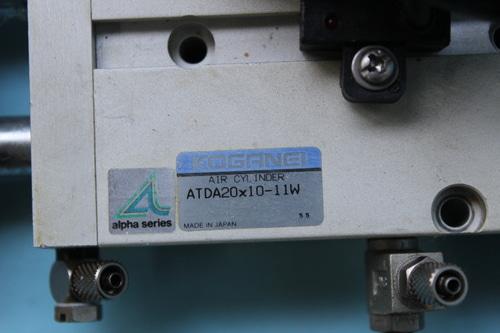 KOGANEI
AIR CYLINDER
ATDA20x10-11W
alpha series
MADE IN JAPAN